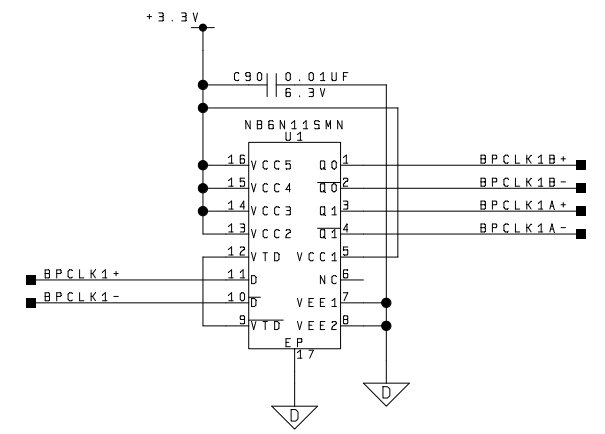 +3.3V
C90 0.01UF
6.3V
NB6N11SMN
U1
16 VCC5 Q0 1 BPCLK1B+
15 VCC4 Q0 2 BPCLK1B-
14 VCC3 Q1 3 BPCLK1A+
13 VCC2 Q1 4 BPCLK1A-
12 VTD VCC1 5
BPCLK1+ 11 D NC 6
BPCLK1- 10 D VEE1 7
9 VTD VEE2 8
EP
17
D
D